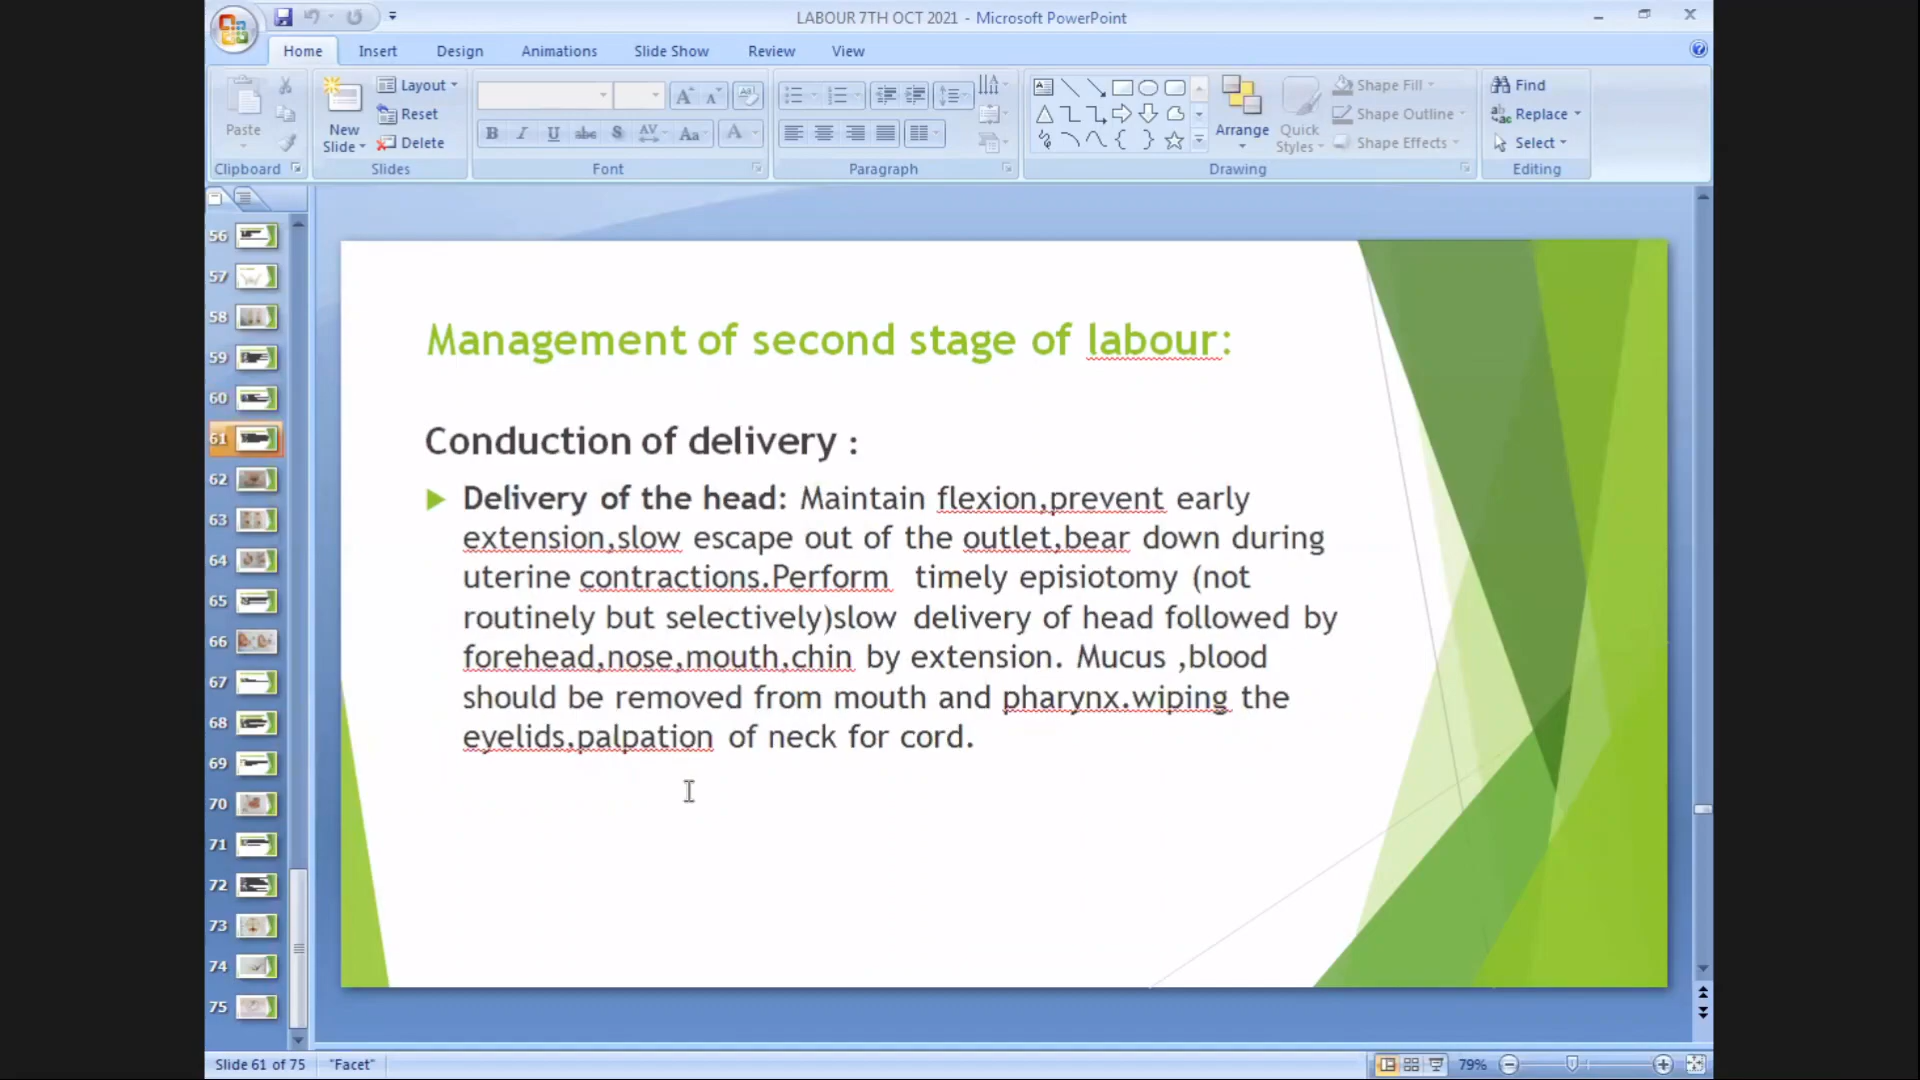 LABOUR 7TH OCT 2021 - Microsoft PowerPoint
Home Insert Design Animations Slide Show Review View
Paste
Clipboard
New Slide
Layout
Reset
Delete
Slides
B I U abc S AV Aa A
Font
Paragraph
Arrange
Quick Styles
Shape Fill
Shape Outline
Shape Effects
Drawing
Find
Replace
Select
Editing
56
57
58
59
60
61
62
63
64
65
66
67
68
69
70
71
72
73
74
75
Management of second stage of labour:
Conduction of delivery :
Delivery of the head: Maintain flexion,prevent early
extension,slow escape out of the outlet,bear down during
uterine contractions.Perform timely episiotomy (not
routinely but selectively)slow delivery of head followed by
forehead,nose,mouth,chin by extension. Mucus ,blood
should be removed from mouth and pharynx.wiping the
eyelids,palpation of neck for cord.
Slide 61 of 75 "Facet" 79%